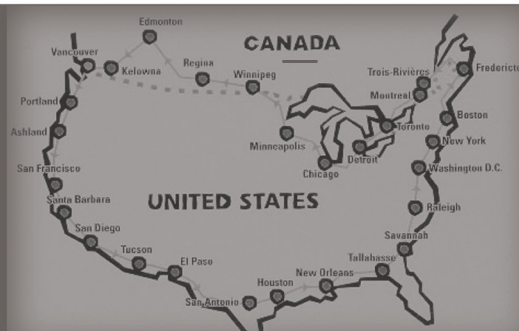 Edmonton
CANADA
Vancouver
Kelowna
Regina
Winnipeg
Trois-Rivières
Fredericto
Montreal
Portland
Boston
Ashland
Toronto
Minneapolis
New York
Detroit
Chicago
San Francisco
Washington D.C.
Santa Barbara
UNITED STATES
Raleigh
San Diego
Savannah
Tucson
El Paso
Tallahasse
New Orleans
Houston
San Antonio